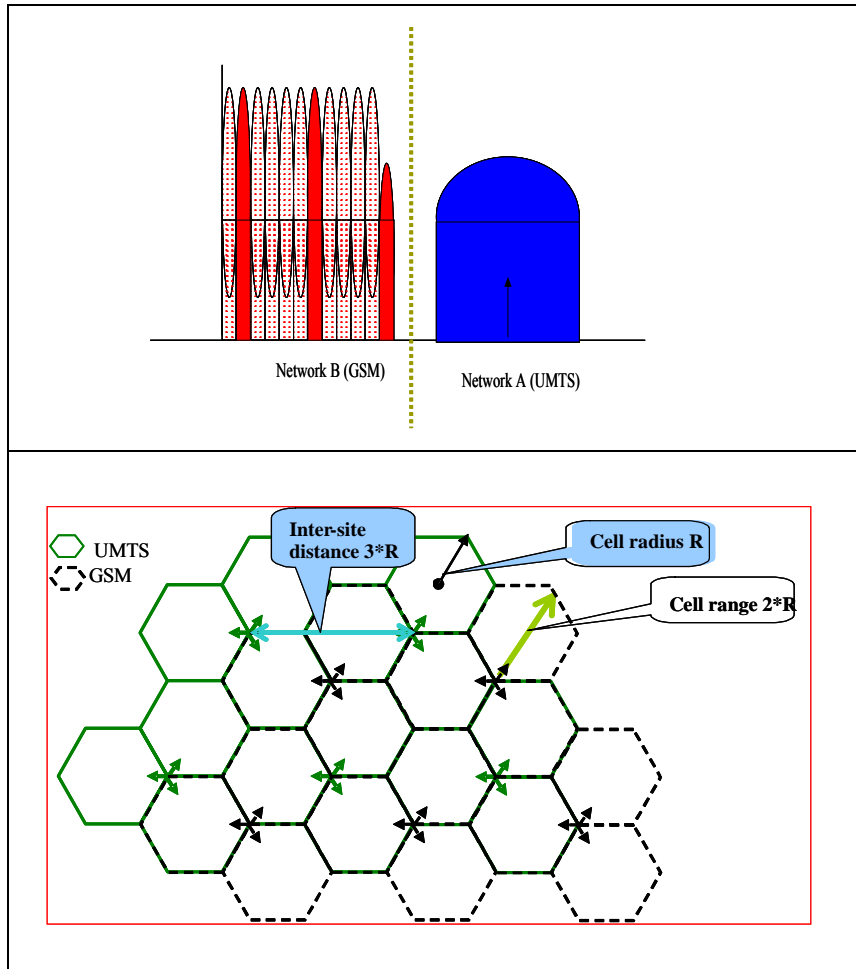 Network B (GSM)
Network A (UMTS)
Inter-site
distance 3*R
Cell radius R
UMTS
GSM
Cell range 2*R